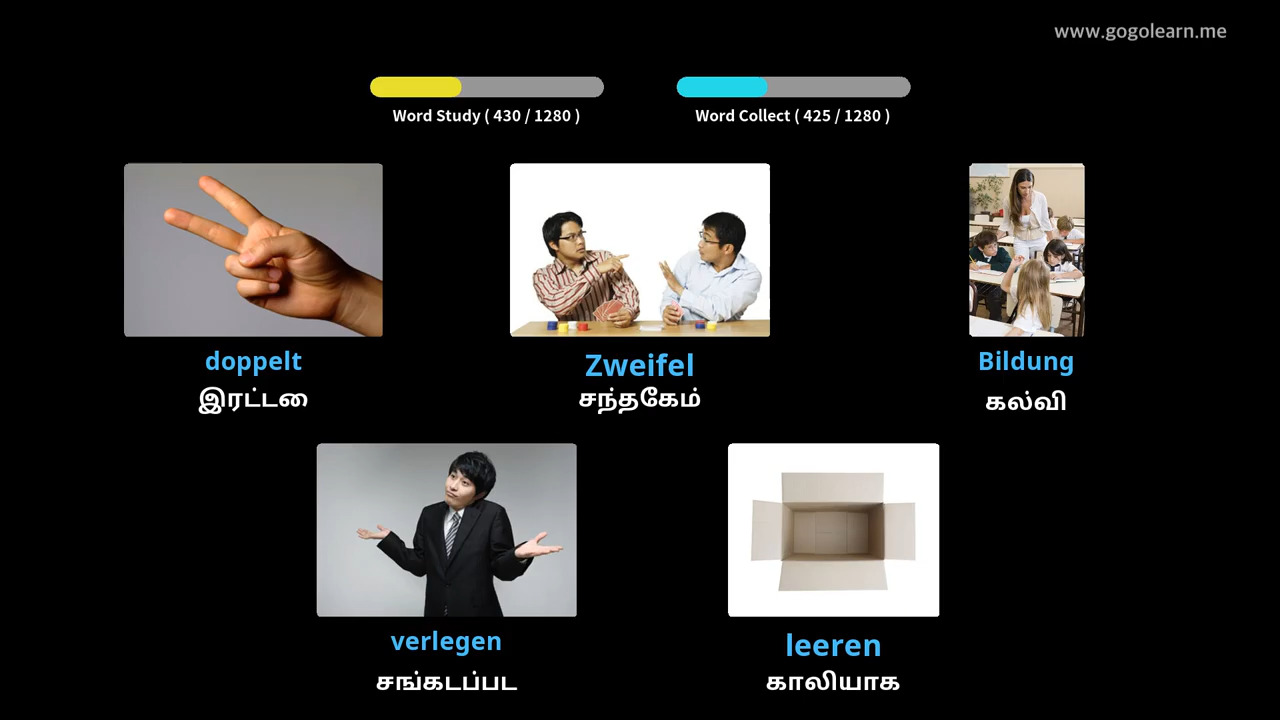 www.gogolearn.me
Word Study ( 430 / 1280 )
Word Collect ( 425 / 1280 )
doppelt
இரட்டை
Zweifel
சந்தகேம்
Bildung
கல்வி
verlegen
சங்கடப்பட
leeren
காலியாக